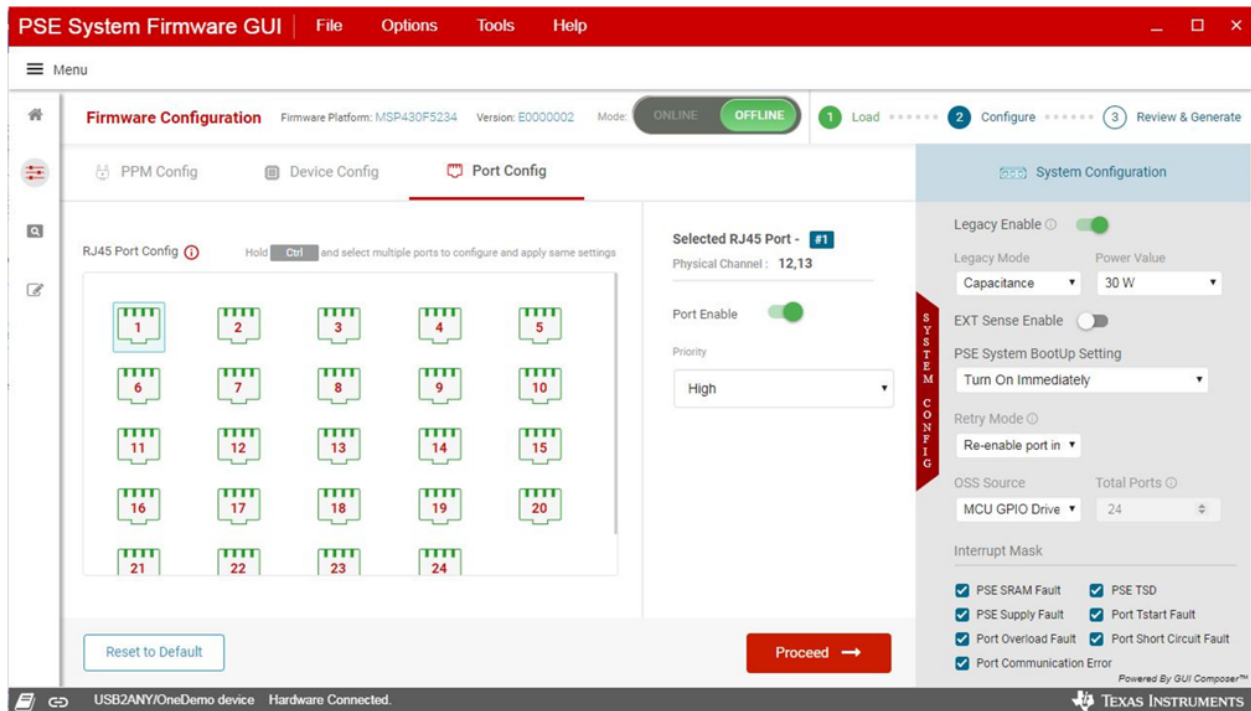 PSE System Firmware GUI File Options Tools Help
Menu
Firmware Configuration Firmware Platform: MSP430F5234 Version: E0000002 Mode: ONLINE OFFLINE 1 Load 2 Configure 3 Review & Generate
PPM Config Device Config Port Config
System Configuration
RJ45 Port Config Hold Ctrl and select multiple ports to configure and apply same settings
1 2 3 4 5
6 7 8 9 10
11 12 13 14 15
16 17 18 19 20
21 22 23 24
Selected RJ45 Port - #1
Physical Channel : 12,13
Port Enable
Priority
High
SYSTEM CONFIG
Legacy Enable
Legacy Mode Power Value
Capacitance 30 W
EXT Sense Enable
PSE System BootUp Setting
Turn On Immediately
Retry Mode
Re-enable port in
OSS Source Total Ports
MCU GPIO Drive 24
Interrupt Mask
PSE SRAM Fault PSE TSD
PSE Supply Fault Port Tstart Fault
Port Overload Fault Port Short Circuit Fault
Port Communication Error
Reset to Default Proceed
Powered By GUI Composer™
USB2ANY/OneDemo device Hardware Connected.
TEXAS INSTRUMENTS